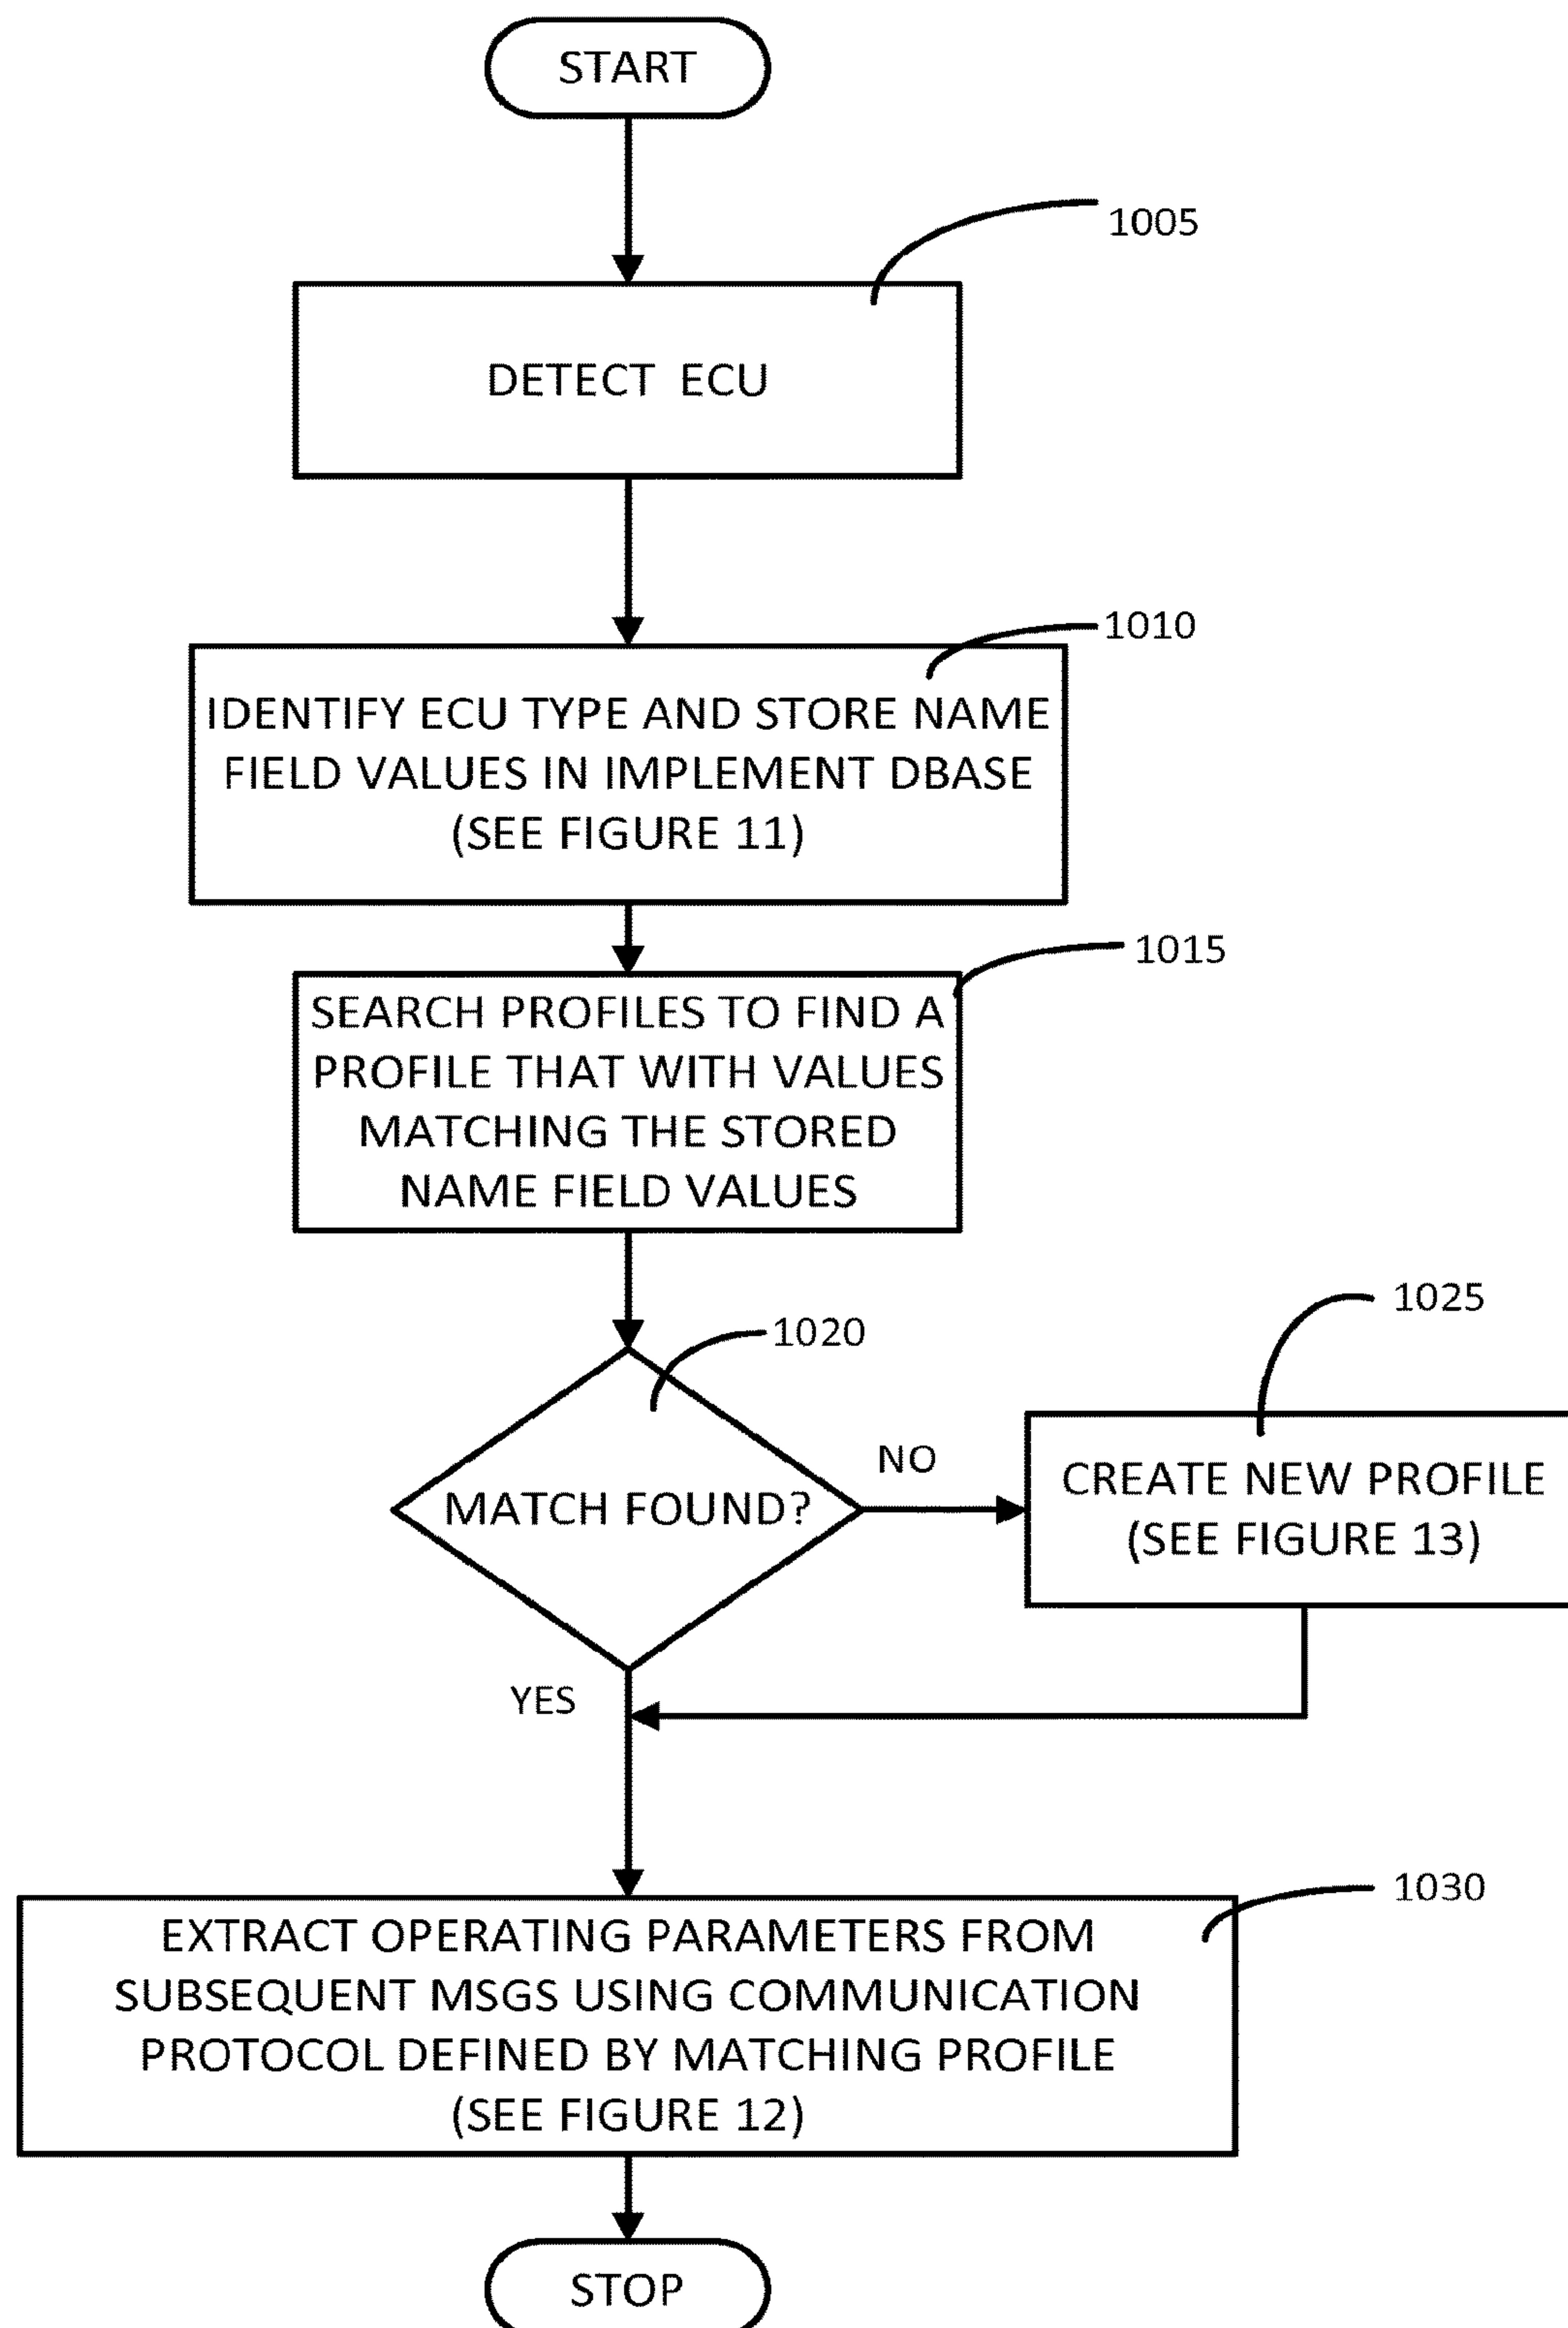 START
1005
DETECT ECU
1010
IDENTIFY ECU TYPE AND STORE NAME
FIELD VALUES IN IMPLEMENT DBASE
(SEE FIGURE 11)
1015
SEARCH PROFILES TO FIND A
PROFILE THAT WITH VALUES
MATCHING THE STORED
NAME FIELD VALUES
1020
MATCH FOUND?
NO
1025
CREATE NEW PROFILE
(SEE FIGURE 13)
YES
1030
EXTRACT OPERATING PARAMETERS FROM
SUBSEQUENT MSGS USING COMMUNICATION
PROTOCOL DEFINED BY MATCHING PROFILE
(SEE FIGURE 12)
STOP